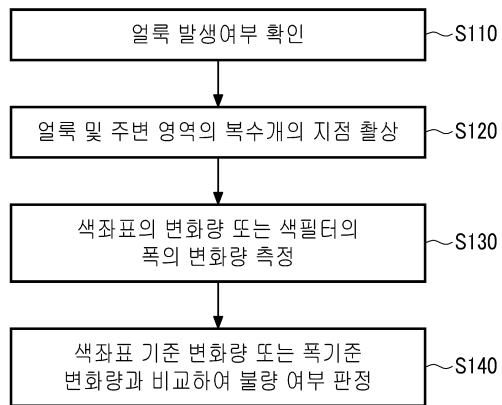 얼룩 발생여부 확인
S110
얼룩 및 주변 영역의 복수개의 지점 촬상
S120
색좌표의 변화량 또는 색필터의
폭의 변화량 측정
S130
색좌표 기준 변화량 또는 폭기준
변화량과 비교하여 불량 여부 판정
S140